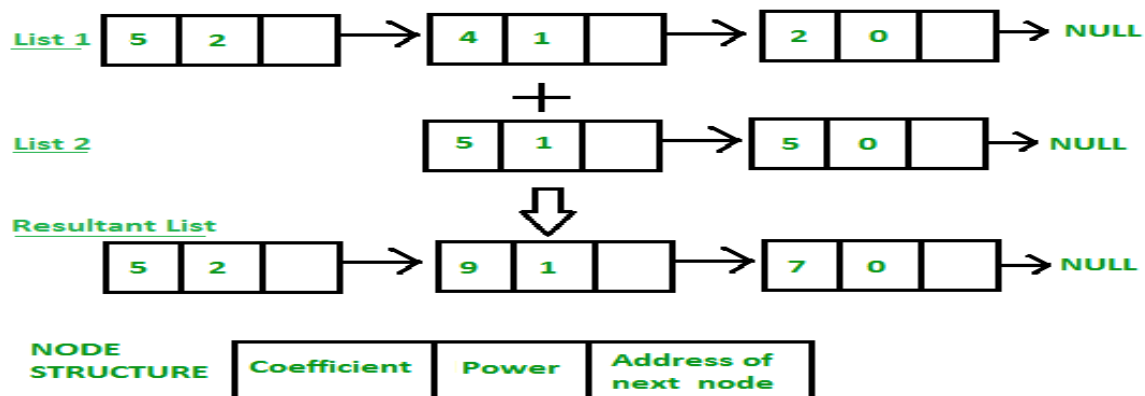 List 1 5 2 4 1 2 0 NULL
+
List 2 5 1 5 0 NULL
Resultant List
5 2 9 1 7 0 NULL
NODE
STRUCTURE
Coefficient Power Address of
next node